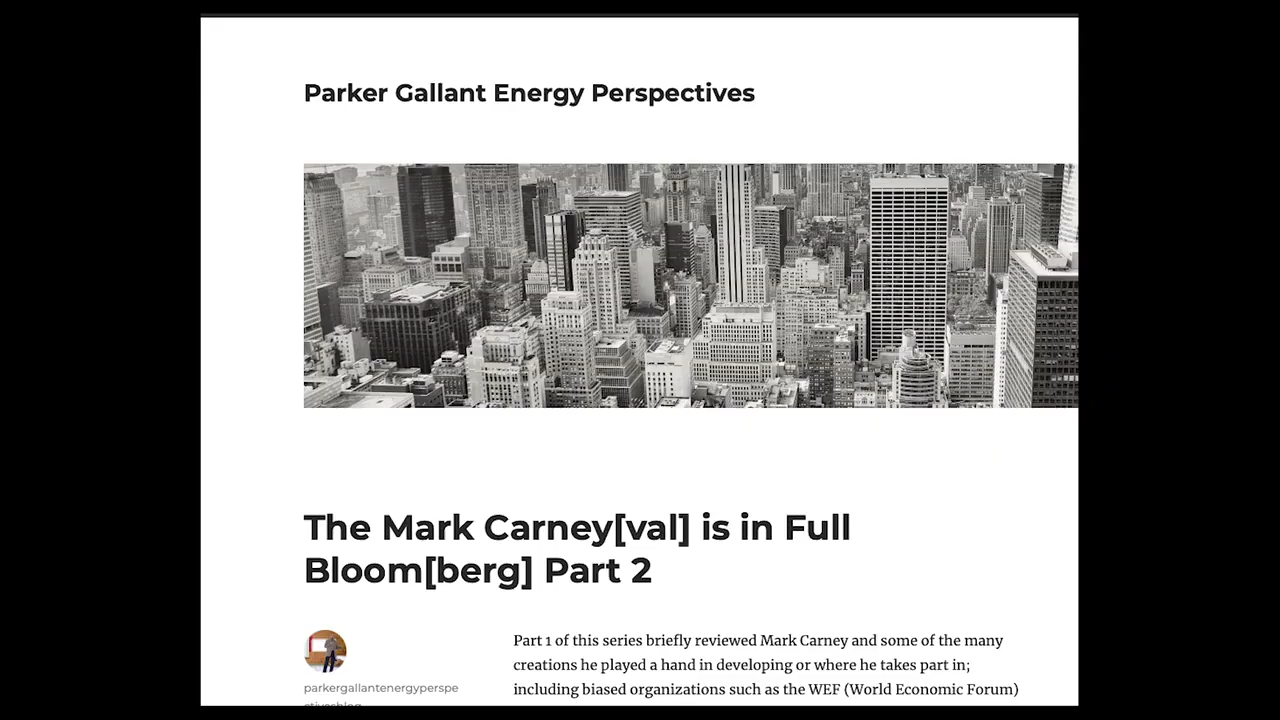 Parker Gallant Energy Perspectives
The Mark Carney[val] is in Full
Bloom[berg] Part 2
Part 1 of this series briefly reviewed Mark Carney and some of the many
creations he played a hand in developing or where he takes part in;
including biased organizations such as the WEF (World Economic Forum)
parkergallantenergyperspe
ctivesblog